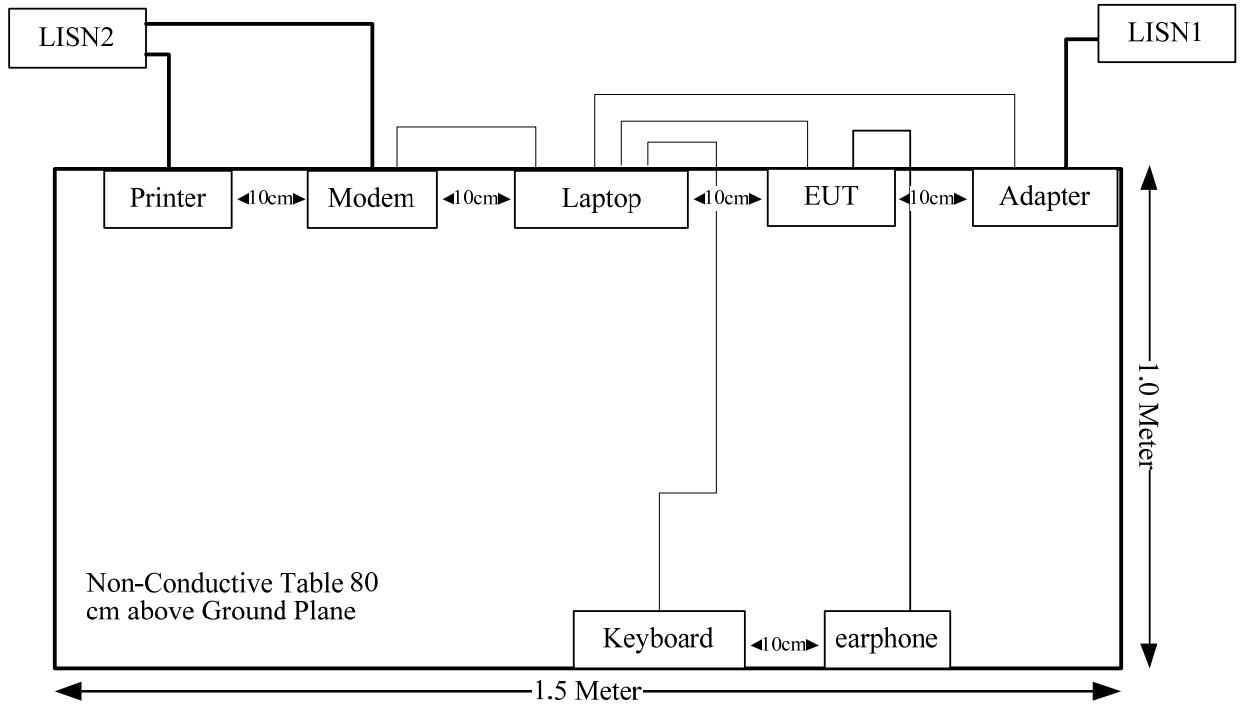 LISN2
LISN1
Printer
10cm
Modem
10cm
Laptop
10cm
EUT
10cm
Adapter
1.0 Meter
Non-Conductive Table 80
cm above Ground Plane
Keyboard
10cm
earphone
1.5 Meter